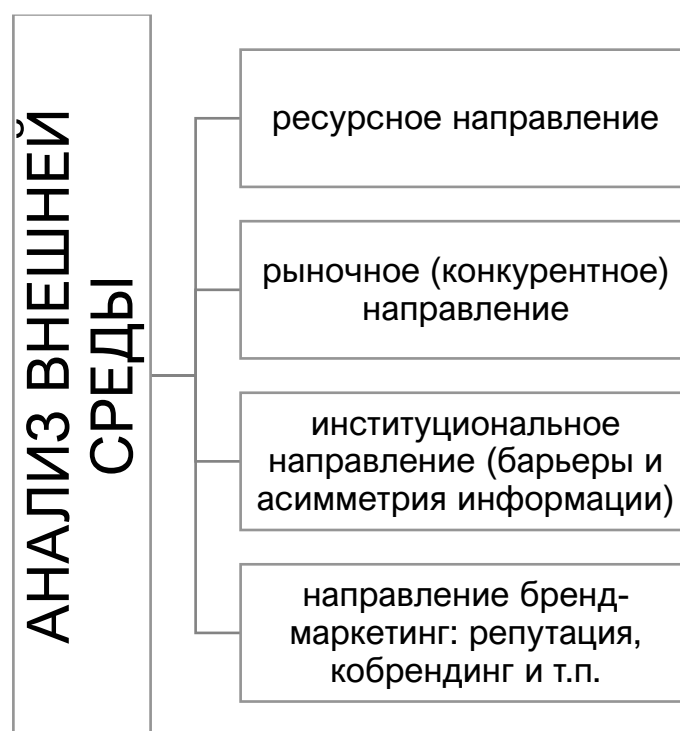 АНАЛИЗ ВНЕШНЕЙ
СРЕДЫ
ресурсное направление
рыночное (конкурентное)
направление
институциональное
направление (барьеры и
асимметрия информации)
направление бренд-
маркетинг: репутация,
кобрендинг и т.п.